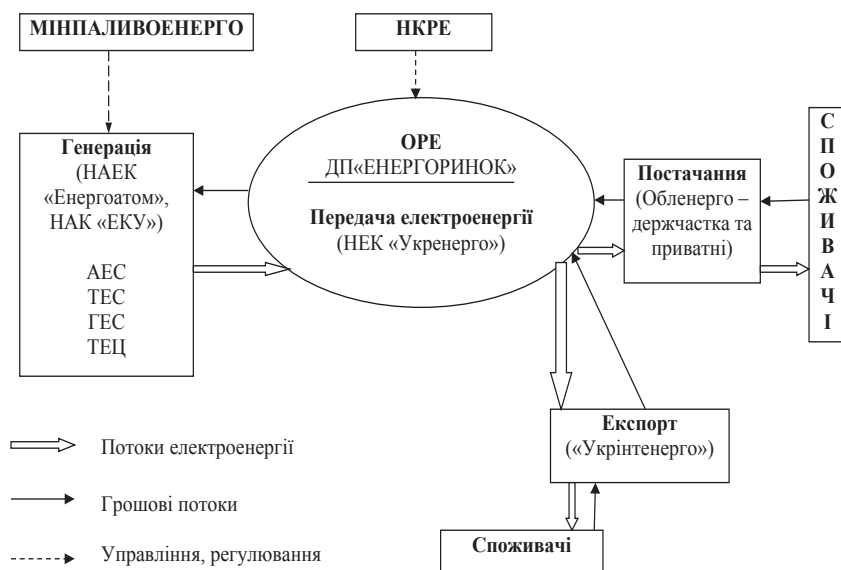 МІНПАЛИВОЕНЕРГО
НКРЕ
Генерація
(НАЕК
«Енергоатом»,
НАК «ЕКУ»)
АЕС
ТЕС
ГЕС
ТЕЦ
ОРЕ
ДП«ЕНЕРГОРИНОК»
Передача електроенергії
(НЕК «Укренерго»)
Постачання
(Обленерго –
держчастка та
приватні)
С
П
О
Ж
И
В
А
Ч
І
Експорт
(«Укрінтенерго»)
Споживачі
Потоки електроенергії
Грошові потоки
Управління, регулювання